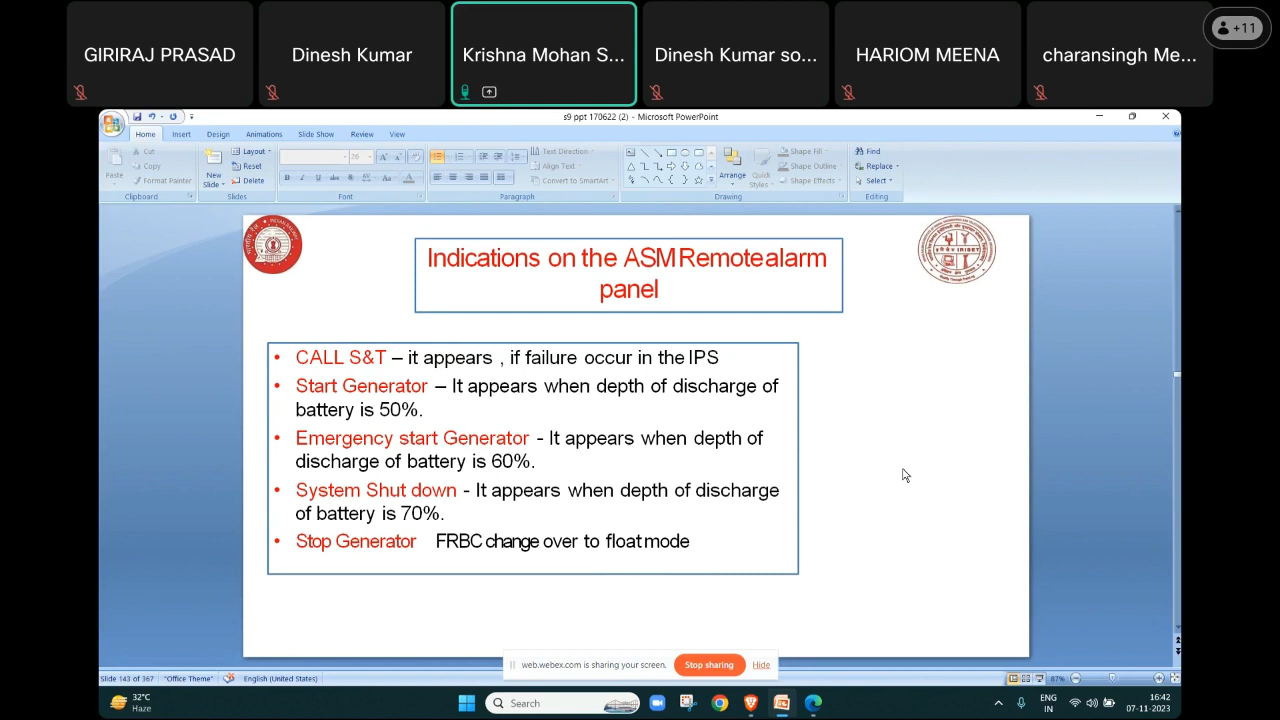 +11
GIRIRAJ PRASAD
Dinesh Kumar
Krishna Mohan S...
Dinesh Kumar so...
HARIOM MEENA
charansingh Me...
s9 ppt 170622 (2) - Microsoft PowerPoint
Home Insert Design Animations Slide Show Review View
Paste
Cut
Copy
Format Painter
Clipboard
New Slide
Layout
Reset
Delete
Slides
26
Font
Text Direction
Align Text
Convert to SmartArt
Paragraph
Arrange
Quick Styles
Shape Fill
Shape Outline
Shape Effects
Drawing
Find
Replace
Select
Editing
Indications on the ASM Remote alarm
panel
IRISET
• CALL S&T – it appears , if failure occur in the IPS
• Start Generator – It appears when depth of discharge of
battery is 50%.
• Emergency start Generator - It appears when depth of
discharge of battery is 60%.
• System Shut down - It appears when depth of discharge
of battery is 70%.
• Stop Generator FRBC change over to float mode
web.webex.com is sharing your screen. Stop sharing Hide
Slide 143 of 367 "Office Theme" English (United States) 87%
32°C
Haze
Search
ENG
IN
16:42
07-11-2023